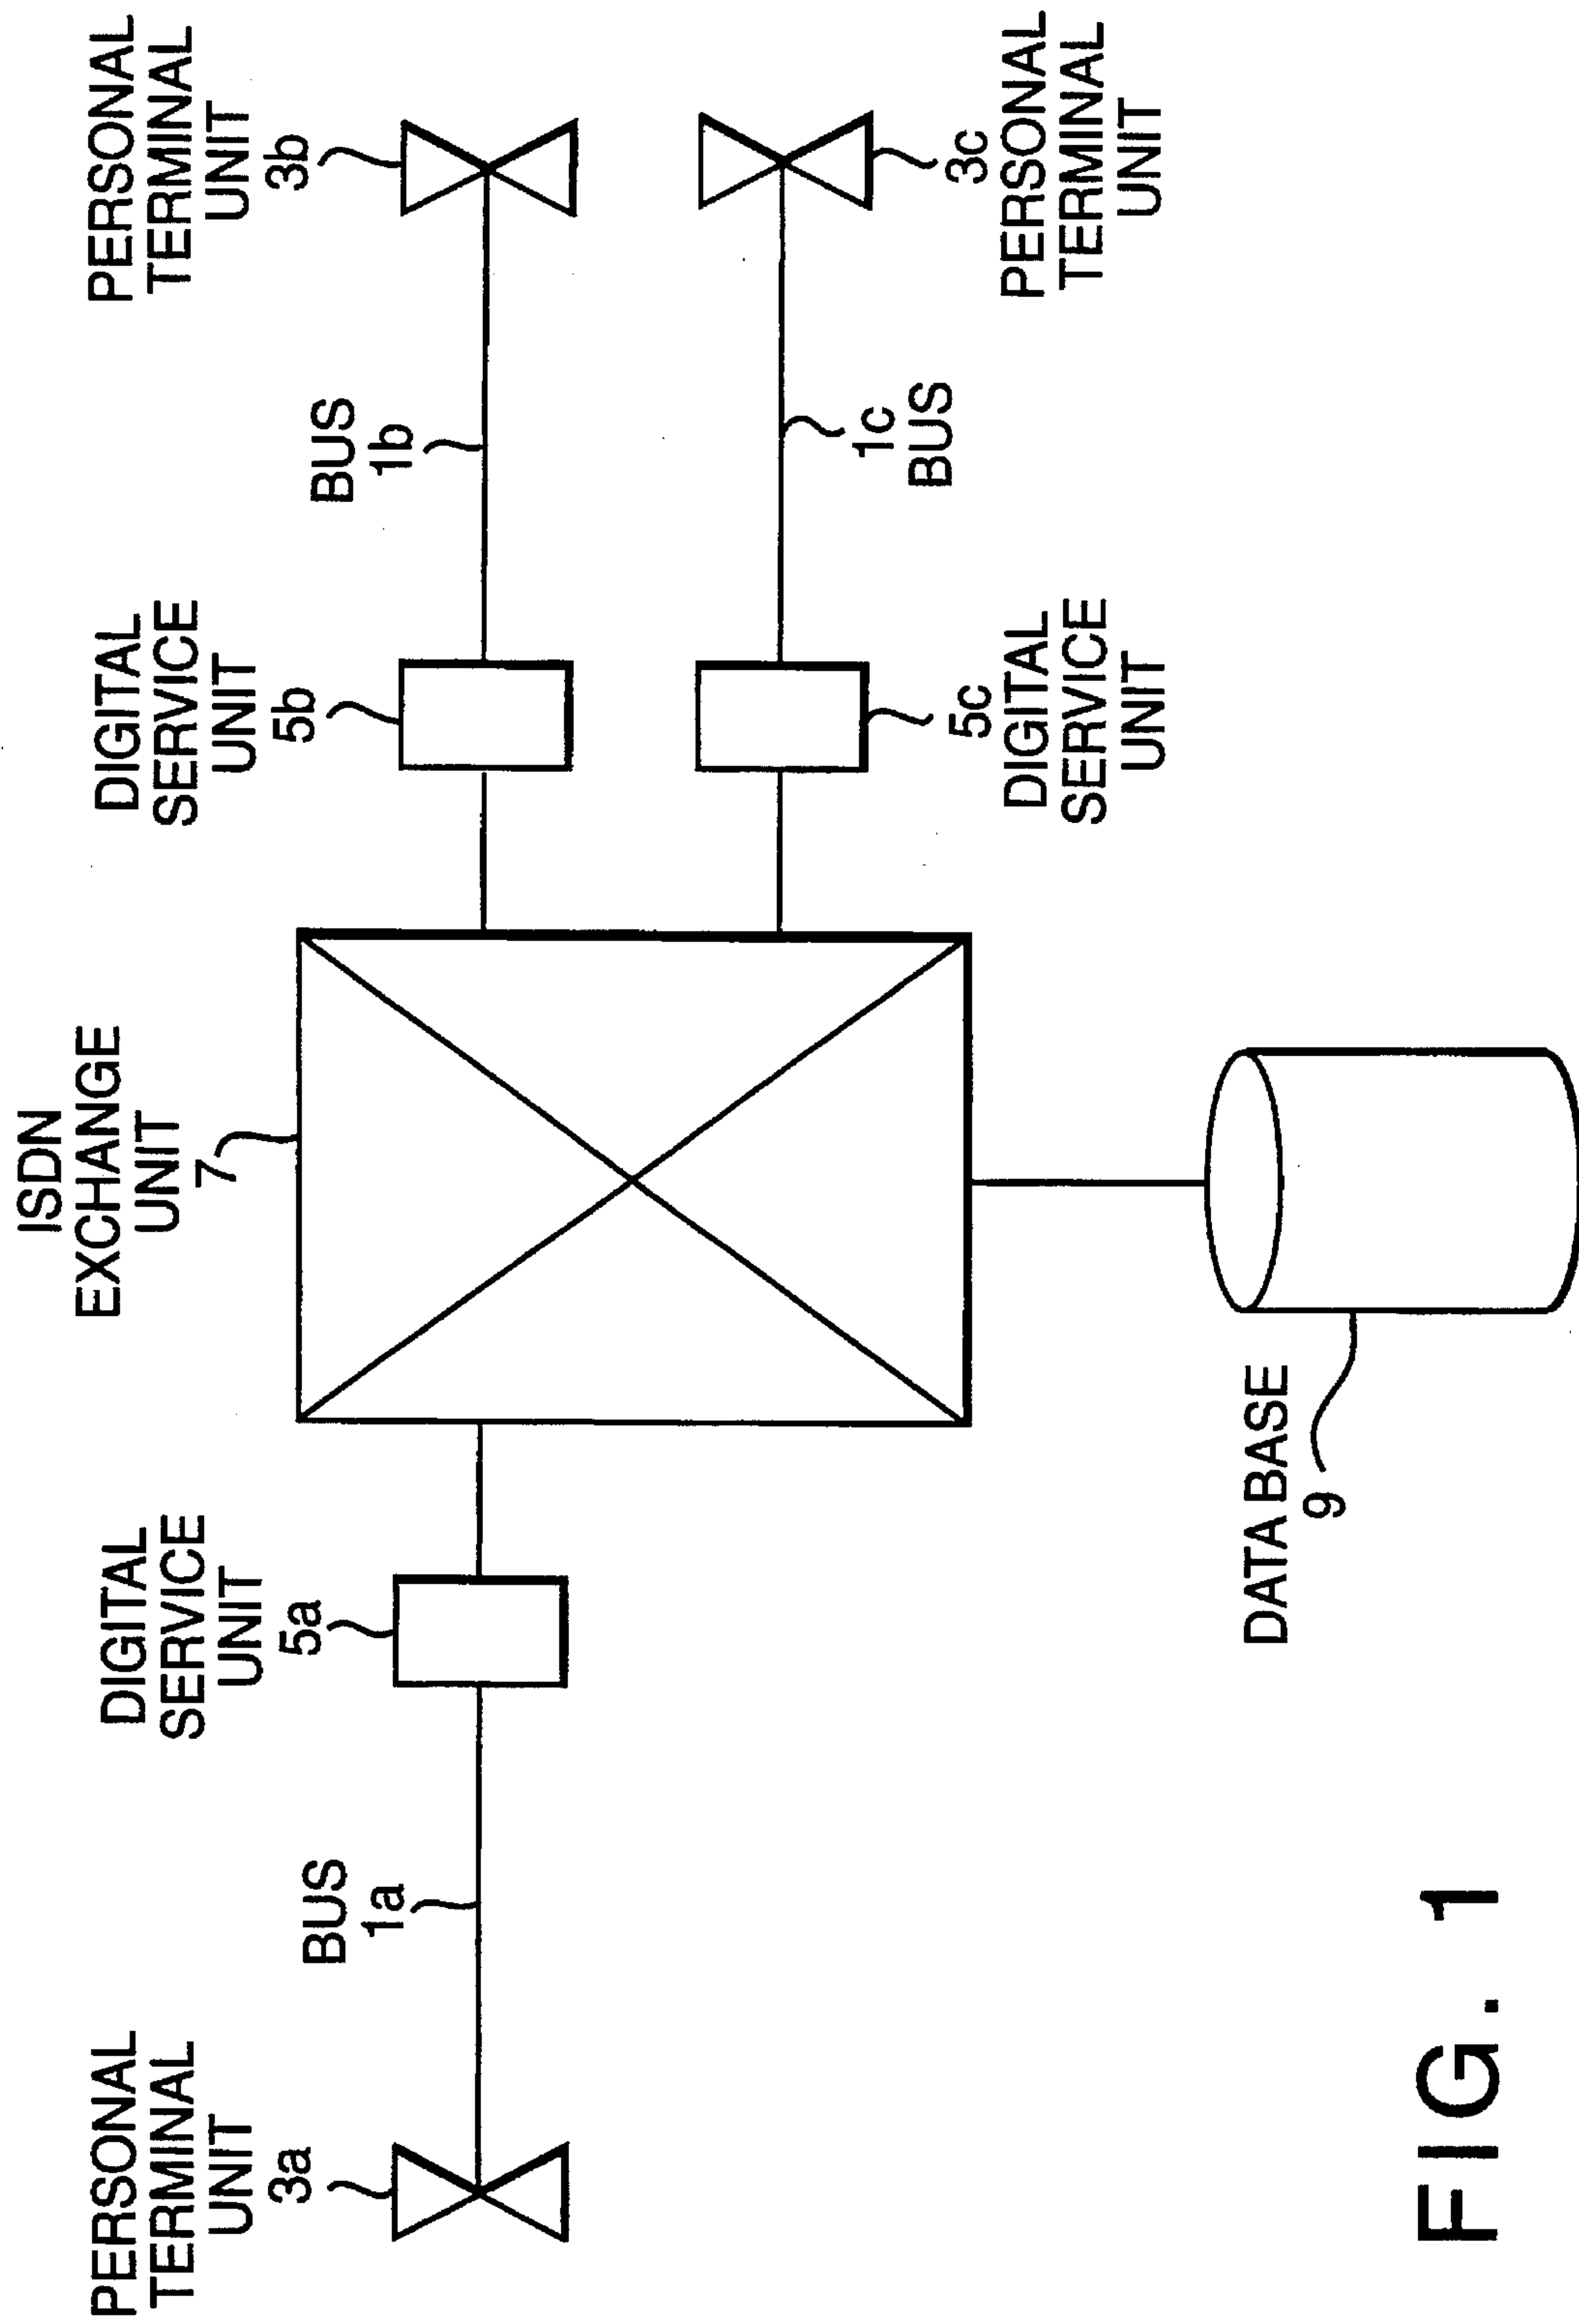 PERSONAL
TERMINAL
UNIT
3a
BUS
1a
DIGITAL
SERVICE
UNIT
5a
ISDN
EXCHANGE
UNIT
7
DIGITAL
SERVICE
UNIT
5b
BUS
1b
PERSONAL
TERMINAL
UNIT
3b
5c
DIGITAL
SERVICE
UNIT
1c
BUS
3c
PERSONAL
TERMINAL
UNIT
DATA BASE
9
FIG. 1